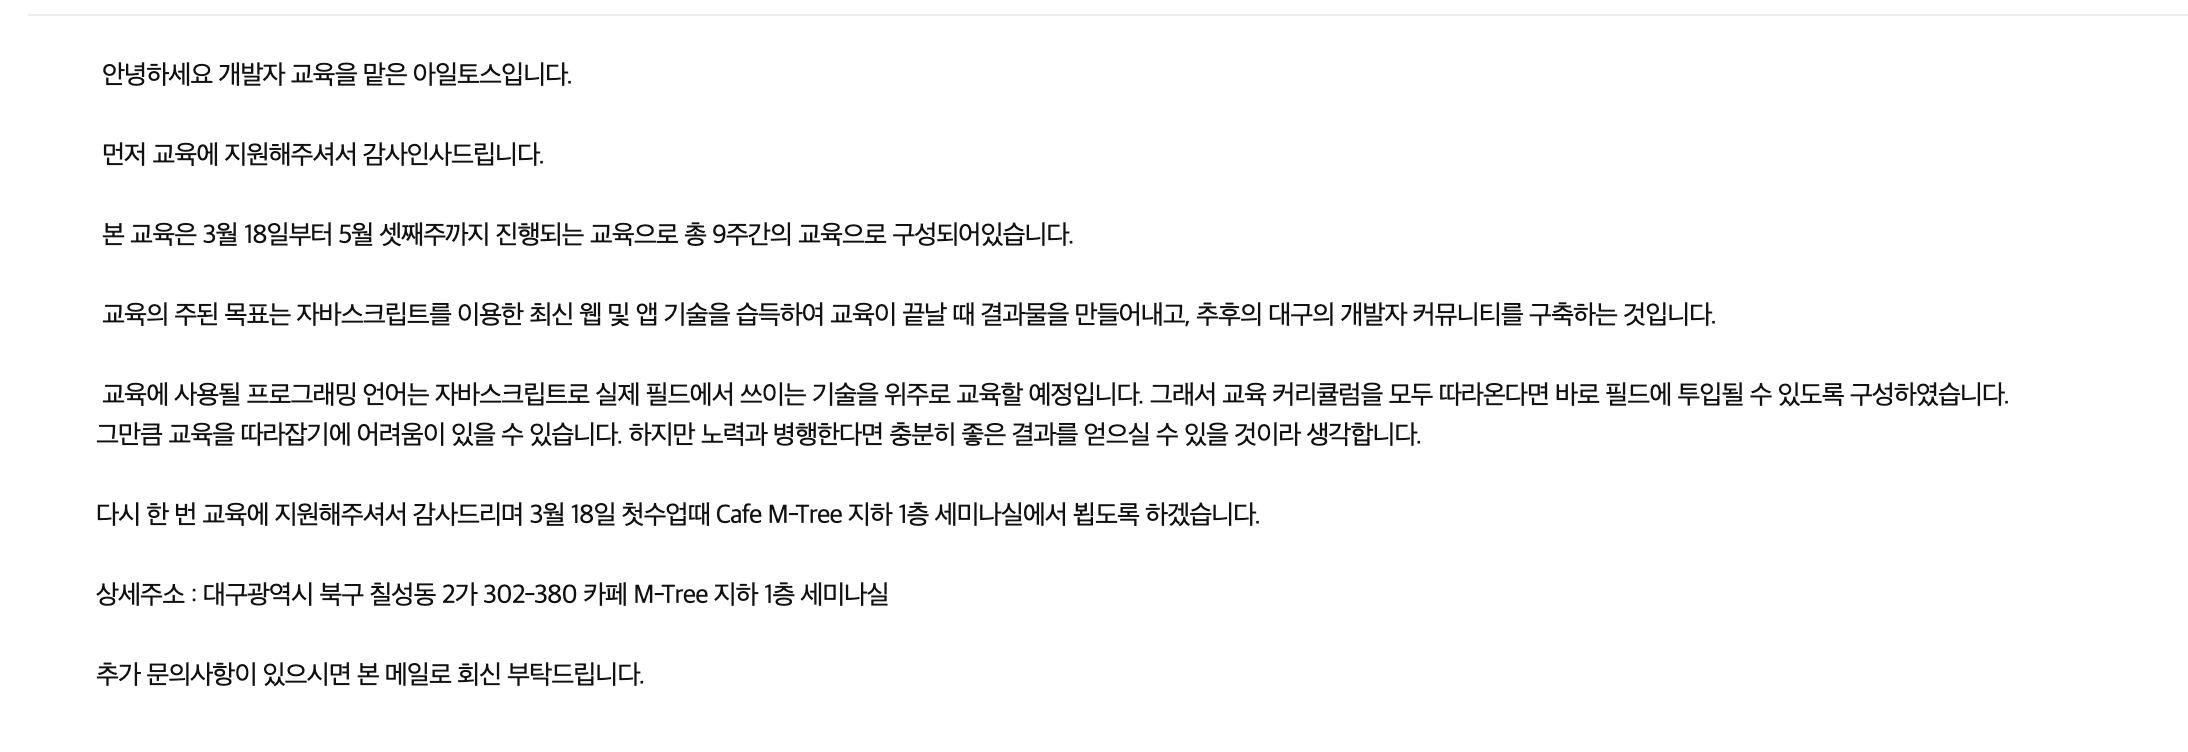 안녕하세요 개발자 교육을 맡은 아일토스입니다.
먼저 교육에 지원해주셔서 감사인사드립니다.
본 교육은 3월 18일부터 5월 셋째주까지 진행되는 교육으로 총 9주간의 교육으로 구성되어있습니다.
교육의 주된 목표는 자바스크립트를 이용한 최신 웹 및 앱 기술을 습득하여 교육이 끝날 때 결과물을 만들어내고, 추후의 대구의 개발자 커뮤니티를 구축하는 것입니다.
교육에 사용될 프로그래밍 언어는 자바스크립트로 실제 필드에서 쓰이는 기술을 위주로 교육할 예정입니다. 그래서 교육 커리큘럼을 모두 따라온다면 바로 필드에 투입될 수 있도록 구성하였습니다.
그만큼 교육을 따라잡기에 어려움이 있을 수 있습니다. 하지만 노력과 병행한다면 충분히 좋은 결과를 얻으실 수 있을 것이라 생각합니다.
다시 한 번 교육에 지원해주셔서 감사드리며 3월 18일 첫수업때 Cafe M-Tree 지하 1층 세미나실에서 뵙도록 하겠습니다.
상세주소 : 대구광역시 북구 칠성동 2가 302-380 카페 M-Tree 지하 1층 세미나실
추가 문의사항이 있으시면 본 메일로 회신 부탁드립니다.